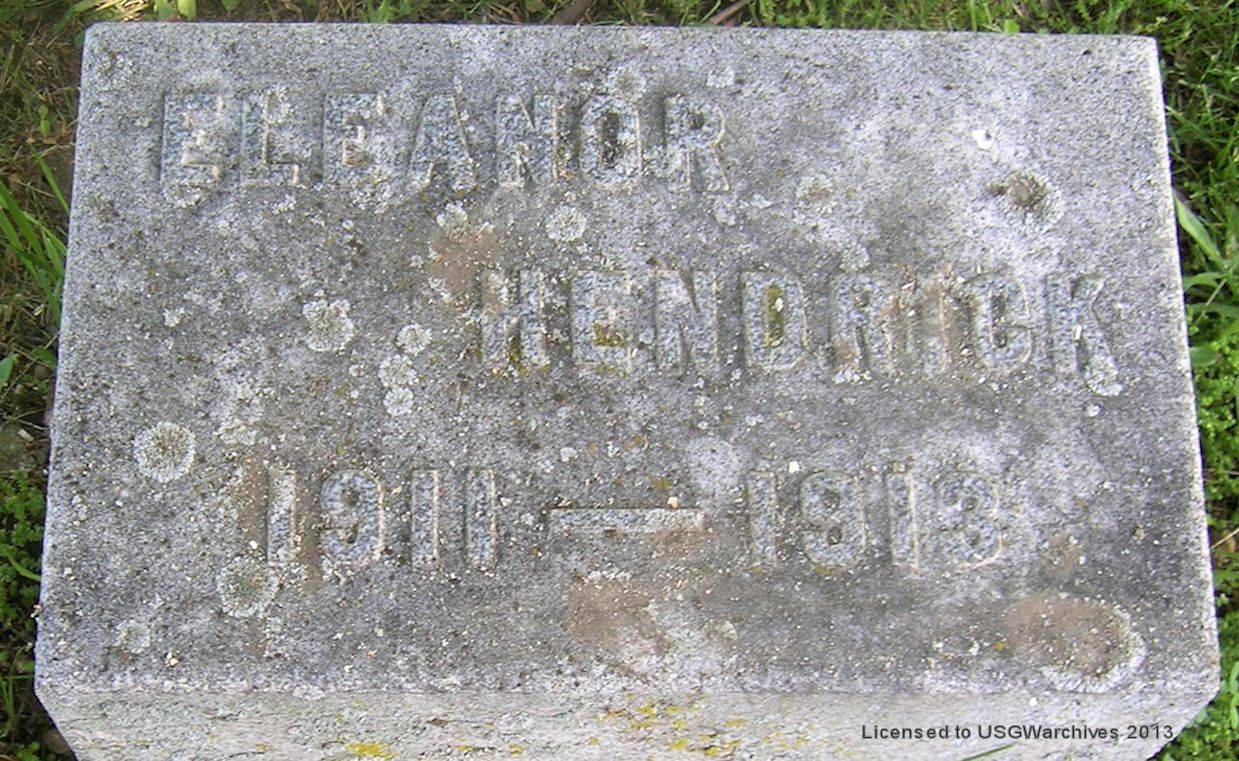 ELEANOR
HENDRICK
1911 — 1913
Licensed to USGWarchives 2013